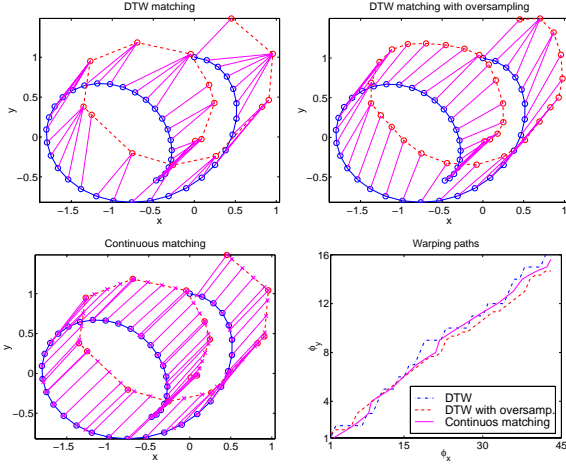 DTW matching
1
0.5
0
−0.5
y
−1.5
−1
−0.5
0
0.5
1
x
DTW matching with oversampling
1
0.5
0
−0.5
y
−1.5
−1
−0.5
0
0.5
1
x
Continuous matching
1
0.5
0
−0.5
y
−1.5
−1
−0.5
0
0.5
1
x
Warping paths
16
12
8
4
1
ϕy
1
15
30
45
ϕx
DTW
DTW with oversamp.
Continuos matching